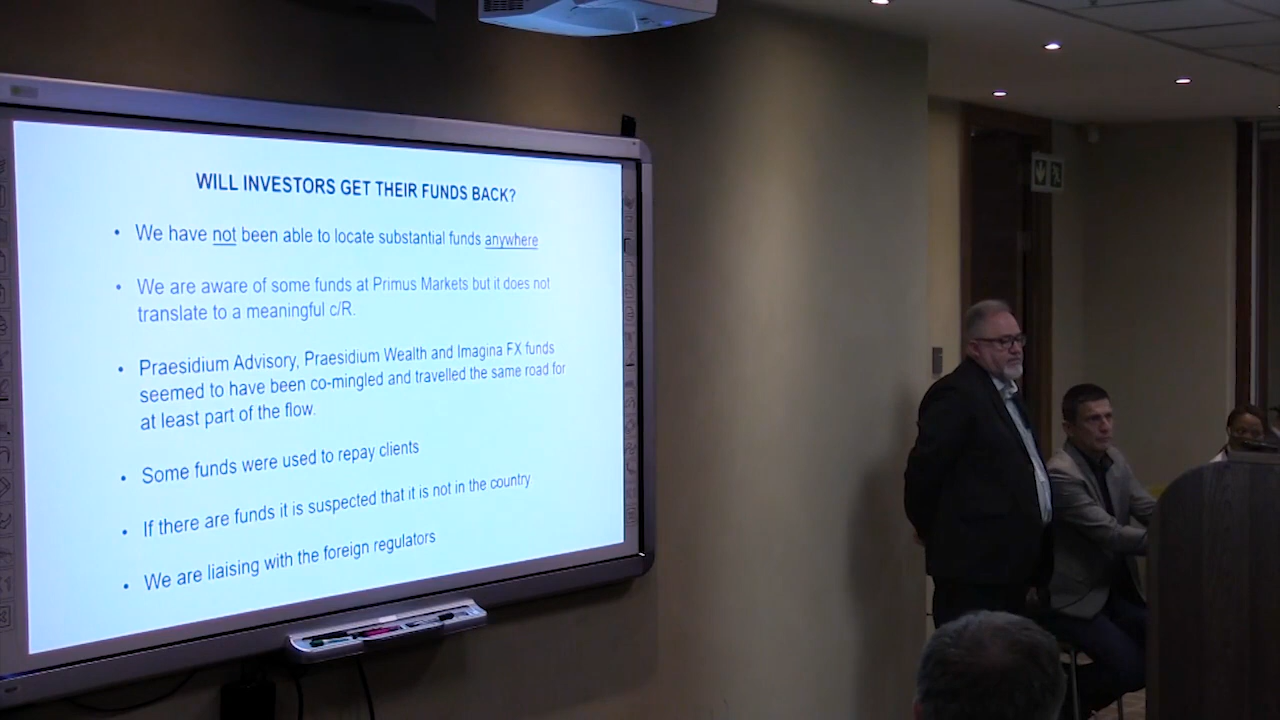 WILL INVESTORS GET THEIR FUNDS BACK?
• We have not been able to locate substantial funds anywhere
• We are aware of some funds at Primus Markets but it does not
translate to a meaningful c/R.
• Praesidium Advisory, Praesidium Wealth and Imagina FX funds
seemed to have been co-mingled and travelled the same road for
at least part of the flow.
• Some funds were used to repay clients
• If there are funds it is suspected that it is not in the country
• We are liaising with the foreign regulators